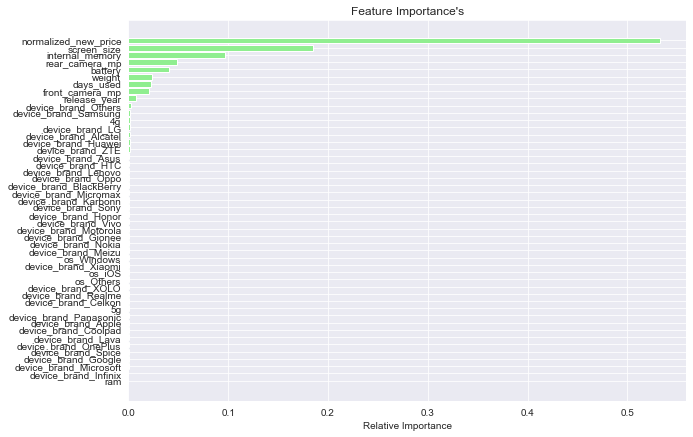 Feature Importance's
normalized_new_price
screen_size
internal_memory
rear_camera_mp
battery
weight
days_used
front_camera_mp
release_year
device_brand_Others
device_brand_Samsung
4g
device_brand_LG
device_brand_Alcatel
device_brand_Huawei
device_brand_ZTE
device_brand_Asus
device_brand_HTC
device_brand_Lenovo
device_brand_Oppo
device_brand_BlackBerry
device_brand_Micromax
device_brand_Karbonn
device_brand_Sony
device_brand_Honor
device_brand_Vivo
device_brand_Motorola
device_brand_Gionee
device_brand_Nokia
device_brand_Meizu
os_Windows
device_brand_Xiaomi
os_iOS
os_Others
device_brand_XOLO
device_brand_Realme
device_brand_Celkon
5g
device_brand_Panasonic
device_brand_Apple
device_brand_Coolpad
device_brand_Lava
device_brand_OnePlus
device_brand_Spice
device_brand_Google
device_brand_Microsoft
device_brand_Infinix
ram
0.0 0.1 0.2 0.3 0.4 0.5
Relative Importance